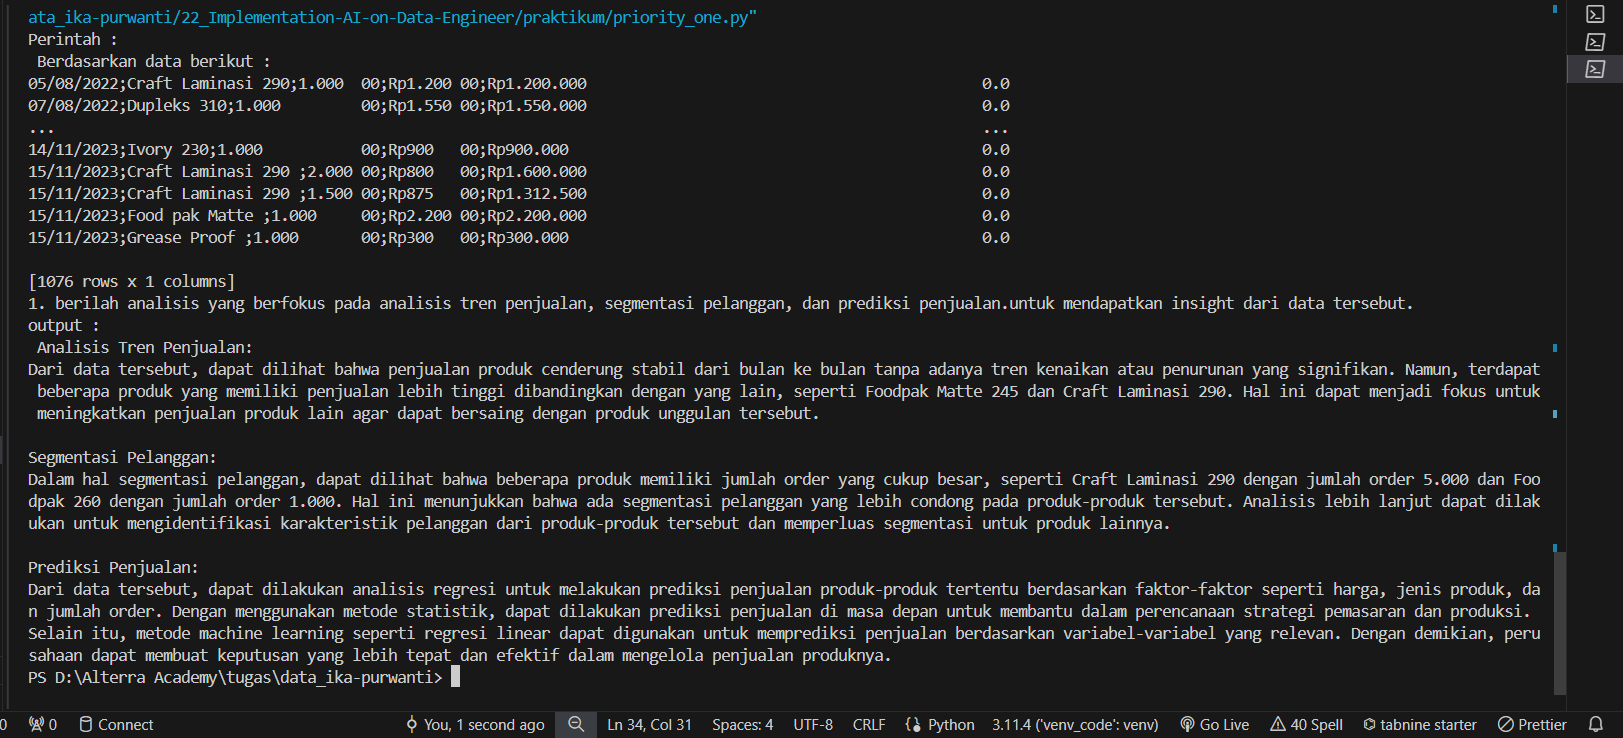 ata_ika-purwanti/22_Implementation-AI-on-Data-Engineer/praktikum/priority_one.py"
Perintah :
Berdasarkan data berikut :
05/08/2022;Craft Laminasi 290;1.000 00;Rp1.200 00;Rp1.200.000 0.0
07/08/2022;Dupleks 310;1.000 00;Rp1.550 00;Rp1.550.000 0.0
... ...
14/11/2023;Ivory 230;1.000 00;Rp900 00;Rp900.000 0.0
15/11/2023;Craft Laminasi 290 ;2.000 00;Rp800 00;Rp1.600.000 0.0
15/11/2023;Craft Laminasi 290 ;1.500 00;Rp875 00;Rp1.312.500 0.0
15/11/2023;Food pak Matte ;1.000 00;Rp2.200 00;Rp2.200.000 0.0
15/11/2023;Grease Proof ;1.000 00;Rp300 00;Rp300.000 0.0
[1076 rows x 1 columns]
1. berilah analisis yang berfokus pada analisis tren penjualan, segmentasi pelanggan, dan prediksi penjualan.untuk mendapatkan insight dari data tersebut.
output :
Analisis Tren Penjualan:
Dari data tersebut, dapat dilihat bahwa penjualan produk cenderung stabil dari bulan ke bulan tanpa adanya tren kenaikan atau penurunan yang signifikan. Namun, terdapat
beberapa produk yang memiliki penjualan lebih tinggi dibandingkan dengan yang lain, seperti Foodpak Matte 245 dan Craft Laminasi 290. Hal ini dapat menjadi fokus untuk
meningkatkan penjualan produk lain agar dapat bersaing dengan produk unggulan tersebut.
Segmentasi Pelanggan:
Dalam hal segmentasi pelanggan, dapat dilihat bahwa beberapa produk memiliki jumlah order yang cukup besar, seperti Craft Laminasi 290 dengan jumlah order 5.000 dan Foo
dpak 260 dengan jumlah order 1.000. Hal ini menunjukkan bahwa ada segmentasi pelanggan yang lebih condong pada produk-produk tersebut. Analisis lebih lanjut dapat dilak
ukan untuk mengidentifikasi karakteristik pelanggan dari produk-produk tersebut dan memperluas segmentasi untuk produk lainnya.
Prediksi Penjualan:
Dari data tersebut, dapat dilakukan analisis regresi untuk melakukan prediksi penjualan produk-produk tertentu berdasarkan faktor-faktor seperti harga, jenis produk, da
n jumlah order. Dengan menggunakan metode statistik, dapat dilakukan prediksi penjualan di masa depan untuk membantu dalam perencanaan strategi pemasaran dan produksi.
Selain itu, metode machine learning seperti regresi linear dapat digunakan untuk memprediksi penjualan berdasarkan variabel-variabel yang relevan. Dengan demikian, peru
sahaan dapat membuat keputusan yang lebih tepat dan efektif dalam mengelola penjualan produknya.
PS D:\Alterra Academy\tugas\data_ika-purwanti>
0 0 Connect You, 1 second ago Ln 34, Col 31 Spaces: 4 UTF-8 CRLF Python 3.11.4 ('venv_code': venv) Go Live 40 Spell tabnine starter Prettier